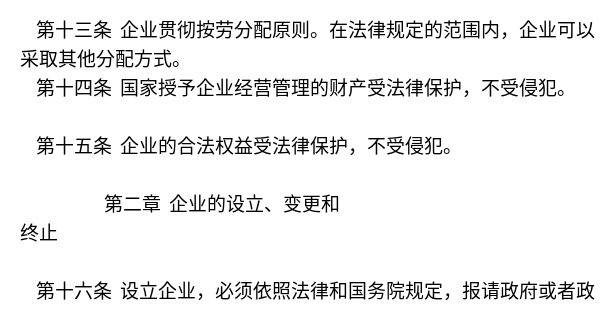 第十三条 企业贯彻按劳分配原则。在法律规定的范围内，企业可以
采取其他分配方式。
第十四条 国家授予企业经营管理的财产受法律保护，不受侵犯。
第十五条 企业的合法权益受法律保护，不受侵犯。
第二章 企业的设立、变更和
终止
第十六条 设立企业，必须依照法律和国务院规定，报请政府或者政